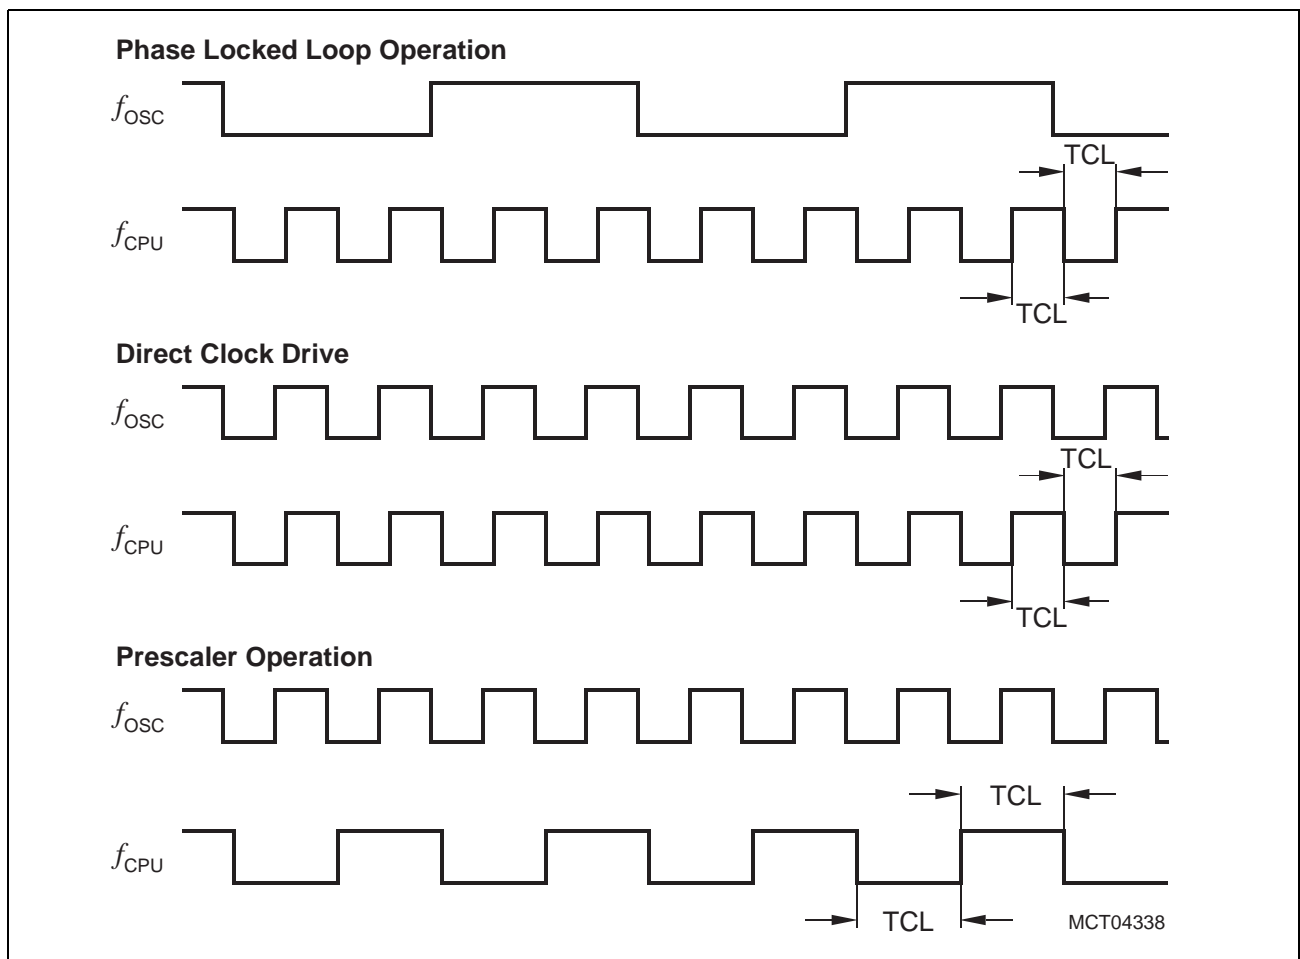 Phase Locked Loop Operation
fOSC
TCL
fCPU
TCL
Direct Clock Drive
fOSC
TCL
fCPU
TCL
Prescaler Operation
fOSC
TCL
fCPU
TCL
MCT04338